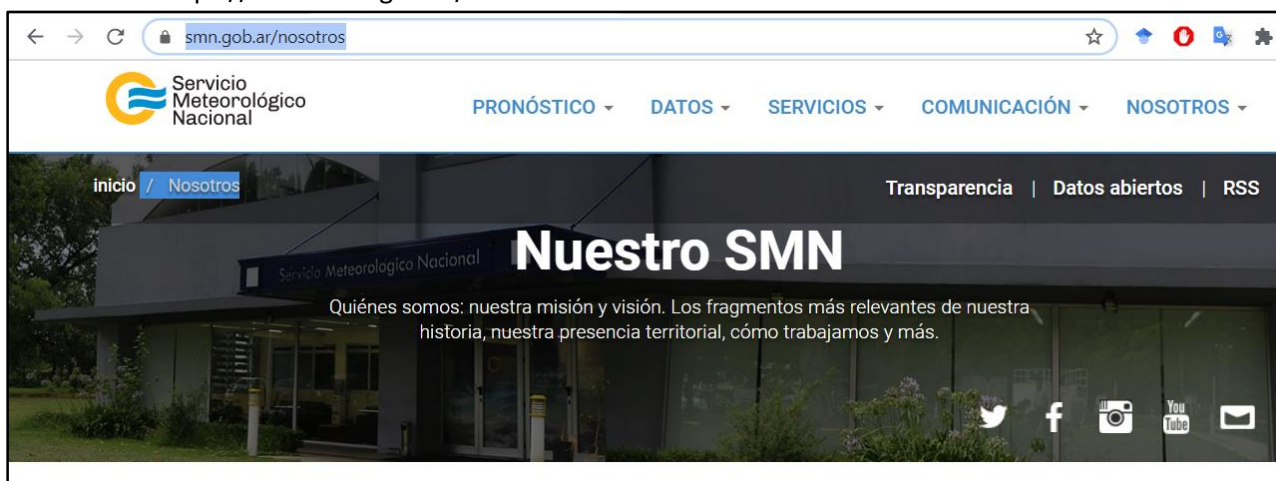 smn.gob.ar/nosotros
Servicio
Meteorológico
Nacional
PRONÓSTICO DATOS SERVICIOS COMUNICACIÓN NOSOTROS
inicio / Nosotros Transparencia | Datos abiertos | RSS
Servicio Meteorologico Nacional
Nuestro SMN
Quiénes somos: nuestra misión y visión. Los fragmentos más relevantes de nuestra
historia, nuestra presencia territorial, cómo trabajamos y más.
You
Tube